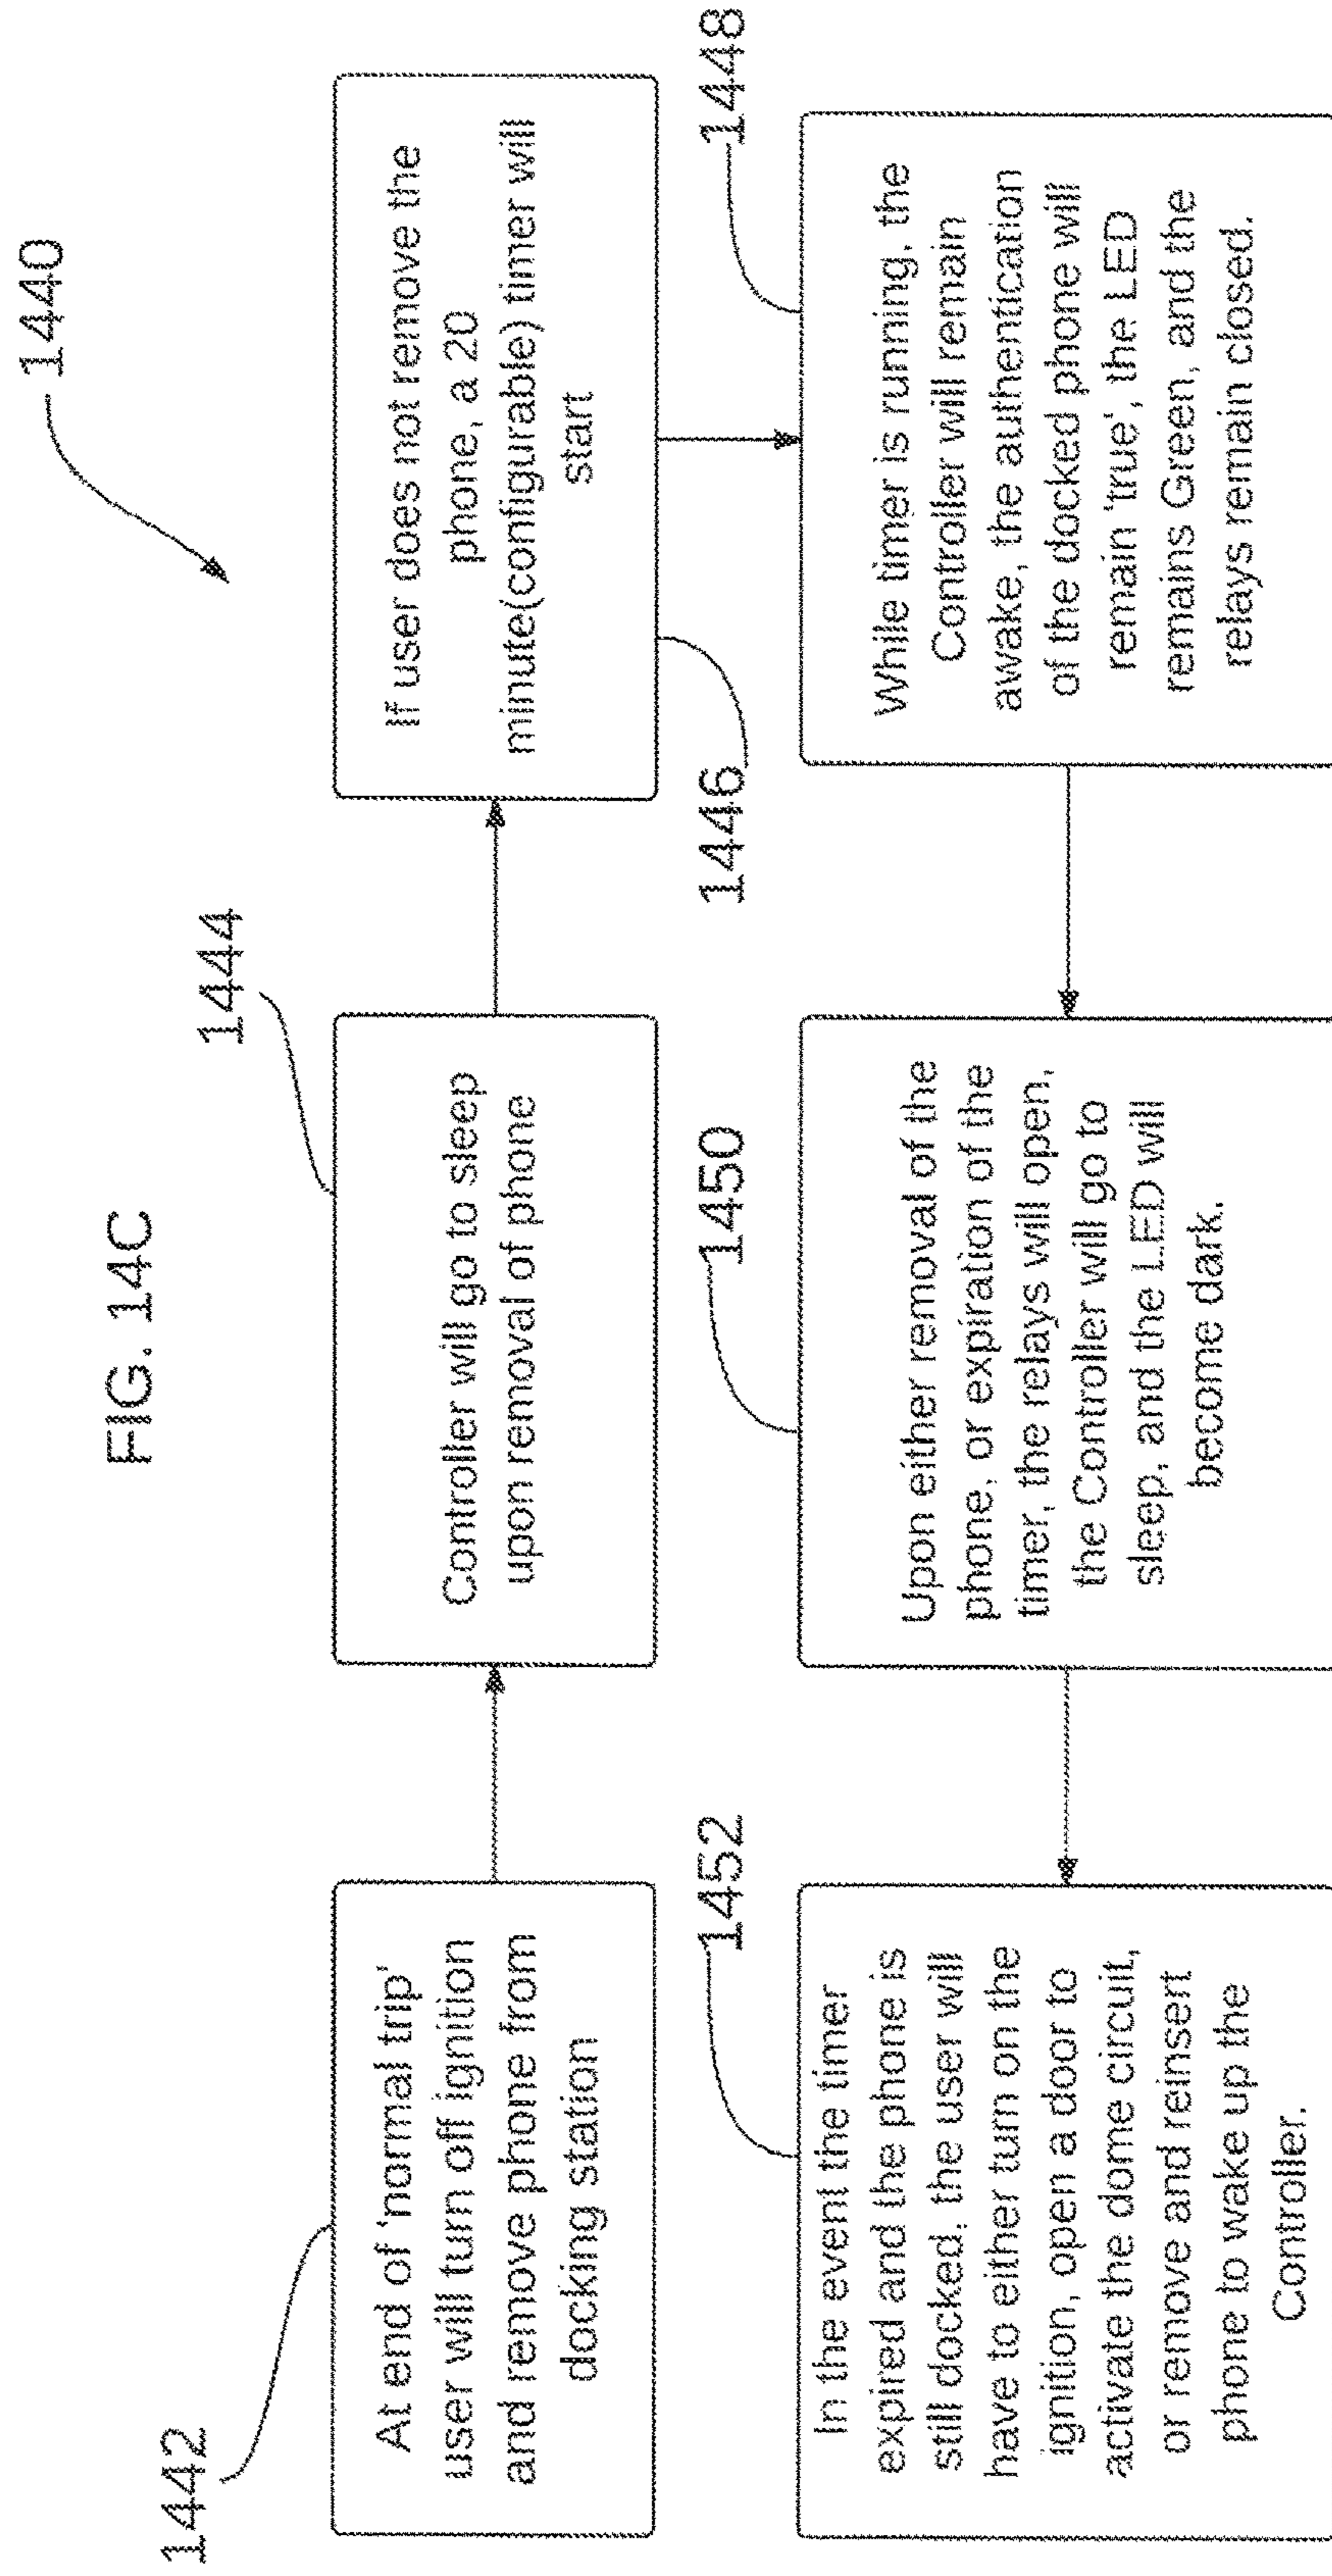 FIG. 14C
1440
1442
At end of 'normal trip'
user will turn off ignition
and remove phone from
docking station
1444
Controller will go to sleep
upon removal of phone
1446
If user does not remove the
phone, a 20
minute(configurable) timer will
start
1448
While timer is running, the
Controller will remain
awake, the authentication
of the docked phone will
remain 'true', the LED
remains Green, and the
relays remain closed.
1450
Upon either removal of the
phone, or expiration of the
timer, the relays will open,
the Controller will go to
sleep, and the LED will
become dark.
1452
In the event the timer
expired and the phone is
still docked, the user will
have to either turn on the
ignition, open a door to
activate the dome circuit,
or remove and reinsert
phone to wake up the
Controller.